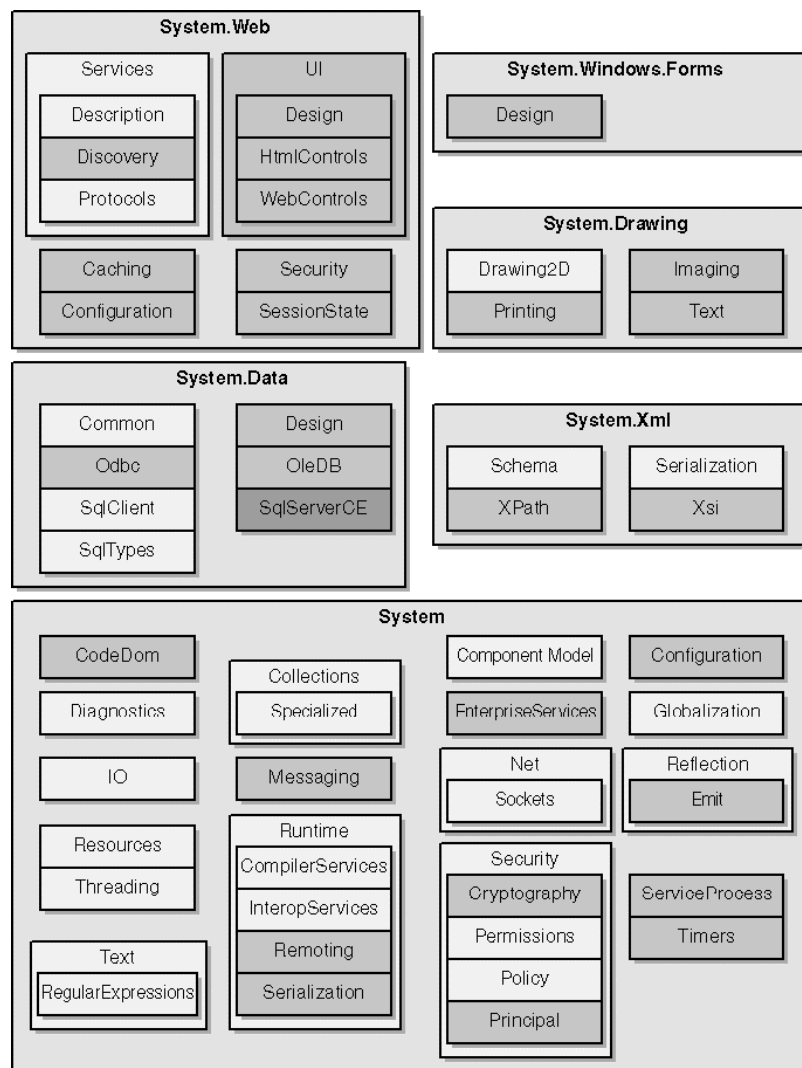 System.Web
Services
Description
Discovery
Protocols
UI
Design
HtmlControls
WebControls
Caching
Configuration
Security
SessionState
System.Windows.Forms
Design
System.Drawing
Drawing2D
Printing
Imaging
Text
System.Data
Common
Odbc
SqlClient
SqlTypes
Design
OleDB
SqlServerCE
System.Xml
Schema
XPath
Serialization
Xsi
System
CodeDom
Diagnostics
IO
Resources
Threading
Text
RegularExpressions
Collections
Specialized
Messaging
Runtime
CompilerServices
InteropServices
Remoting
Serialization
Component Model
EnterpriseServices
Net
Sockets
Security
Cryptography
Permissions
Policy
Principal
Configuration
Globalization
Reflection
Emit
ServiceProcess
Timers